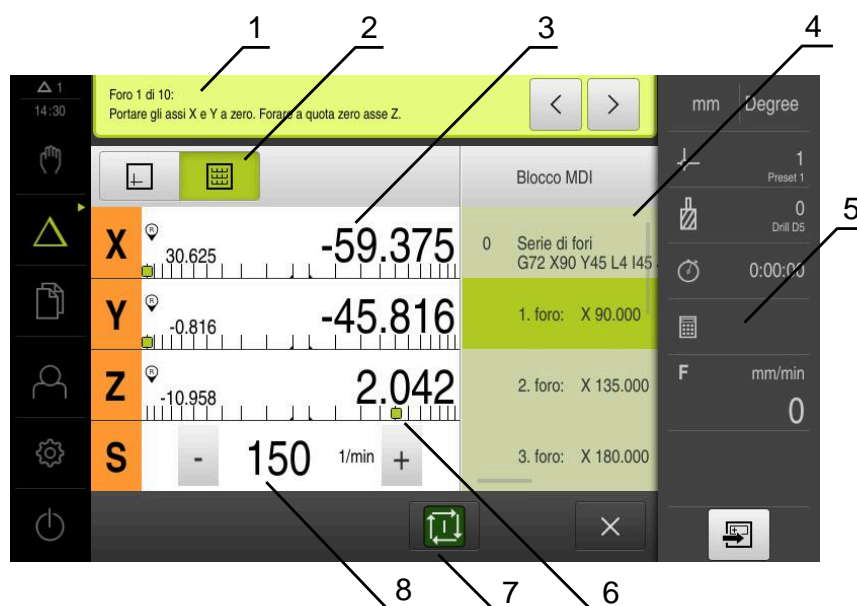 1 2 3 4
1
14:30
Foro 1 di 10:
Portare gli assi X e Y a zero. Forare a quota zero asse Z.
< >
mm Degree
Blocco MDI
1
Preset 1
0
Drill D5
5
0:00:00
X R 30.625 -59.375
0 Serie di fori
G72 X90 Y45 L4 I45
Y R -0.816 -45.816
1. foro: X 90.000
Z R -10.958 2.042
2. foro: X 135.000
F mm/min
0
S - 150 1/min +
3. foro: X 180.000
8 7 6